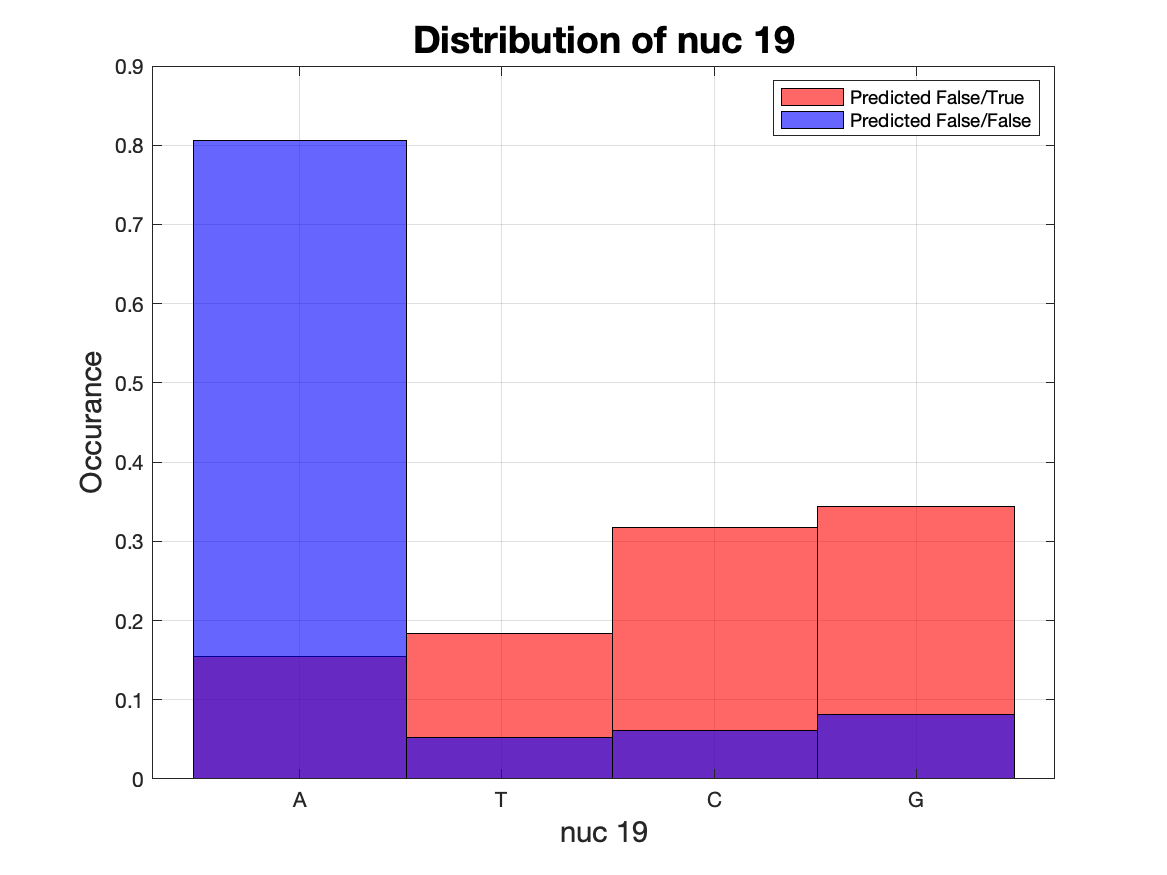 Distribution of nuc 19
Predicted False/True
Predicted False/False
0.9
0.8
0.7
0.6
0.5
0.4
0.3
0.2
0.1
0
Occurance
A T C G
nuc 19